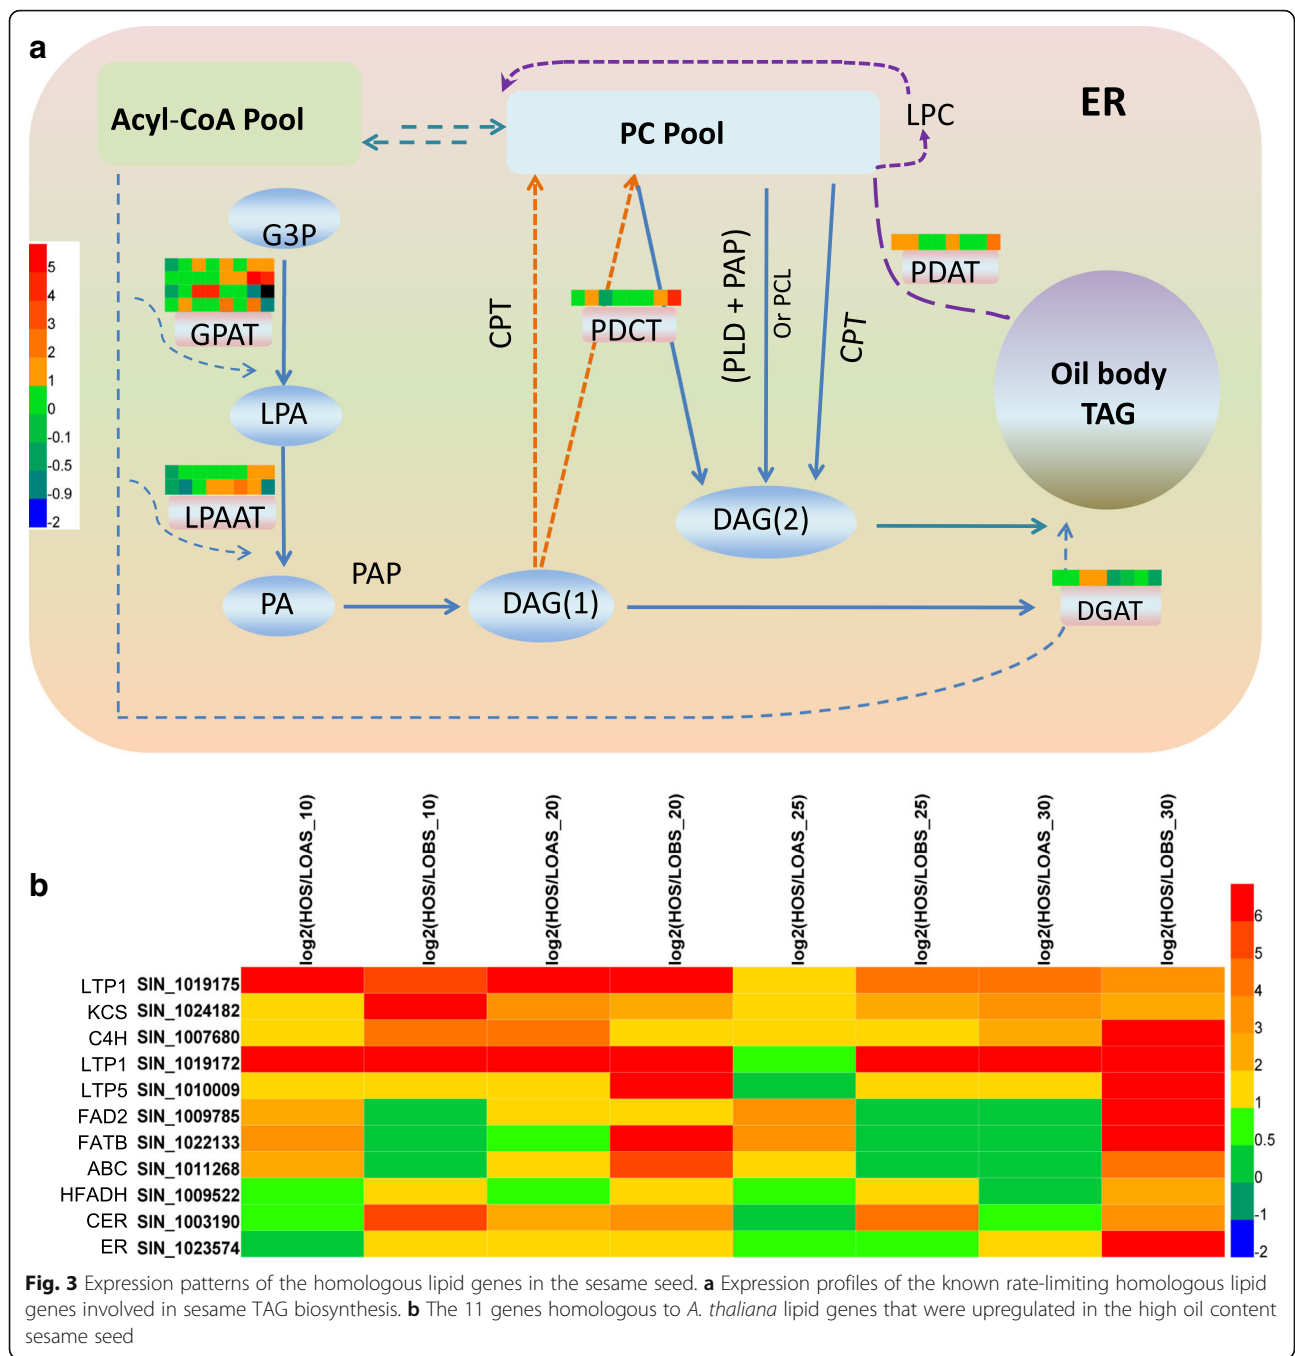 a
ER
Acyl-CoA Pool
PC Pool
LPC
G3P
GPAT
LPA
LPAAT
PA
PAP
DAG(1)
CPT
PDCT
(PLD + PAP)
Or PCL
CPT
PDAT
Oil body
TAG
DAG(2)
DGAT
5
4
3
2
1
0
-0.1
-0.5
-0.9
-2
b
log2(HOS/LOAS_10)
log2(HOS/LOBS_10)
log2(HOS/LOAS_20)
log2(HOS/LOBS_20)
log2(HOS/LOAS_25)
log2(HOS/LOBS_25)
log2(HOS/LOAS_30)
log2(HOS/LOBS_30)
LTP1 SIN_1019175
KCS SIN_1024182
C4H SIN_1007680
LTP1 SIN_1019172
LTP5 SIN_1010009
FAD2 SIN_1009785
FATB SIN_1022133
ABC SIN_1011268
HFADH SIN_1009522
CER SIN_1003190
ER SIN_1023574
6
5
4
3
2
1
0.5
0
-1
-2
Fig. 3 Expression patterns of the homologous lipid genes in the sesame seed. a Expression profiles of the known rate-limiting homologous lipid
genes involved in sesame TAG biosynthesis. b The 11 genes homologous to A. thaliana lipid genes that were upregulated in the high oil content
sesame seed